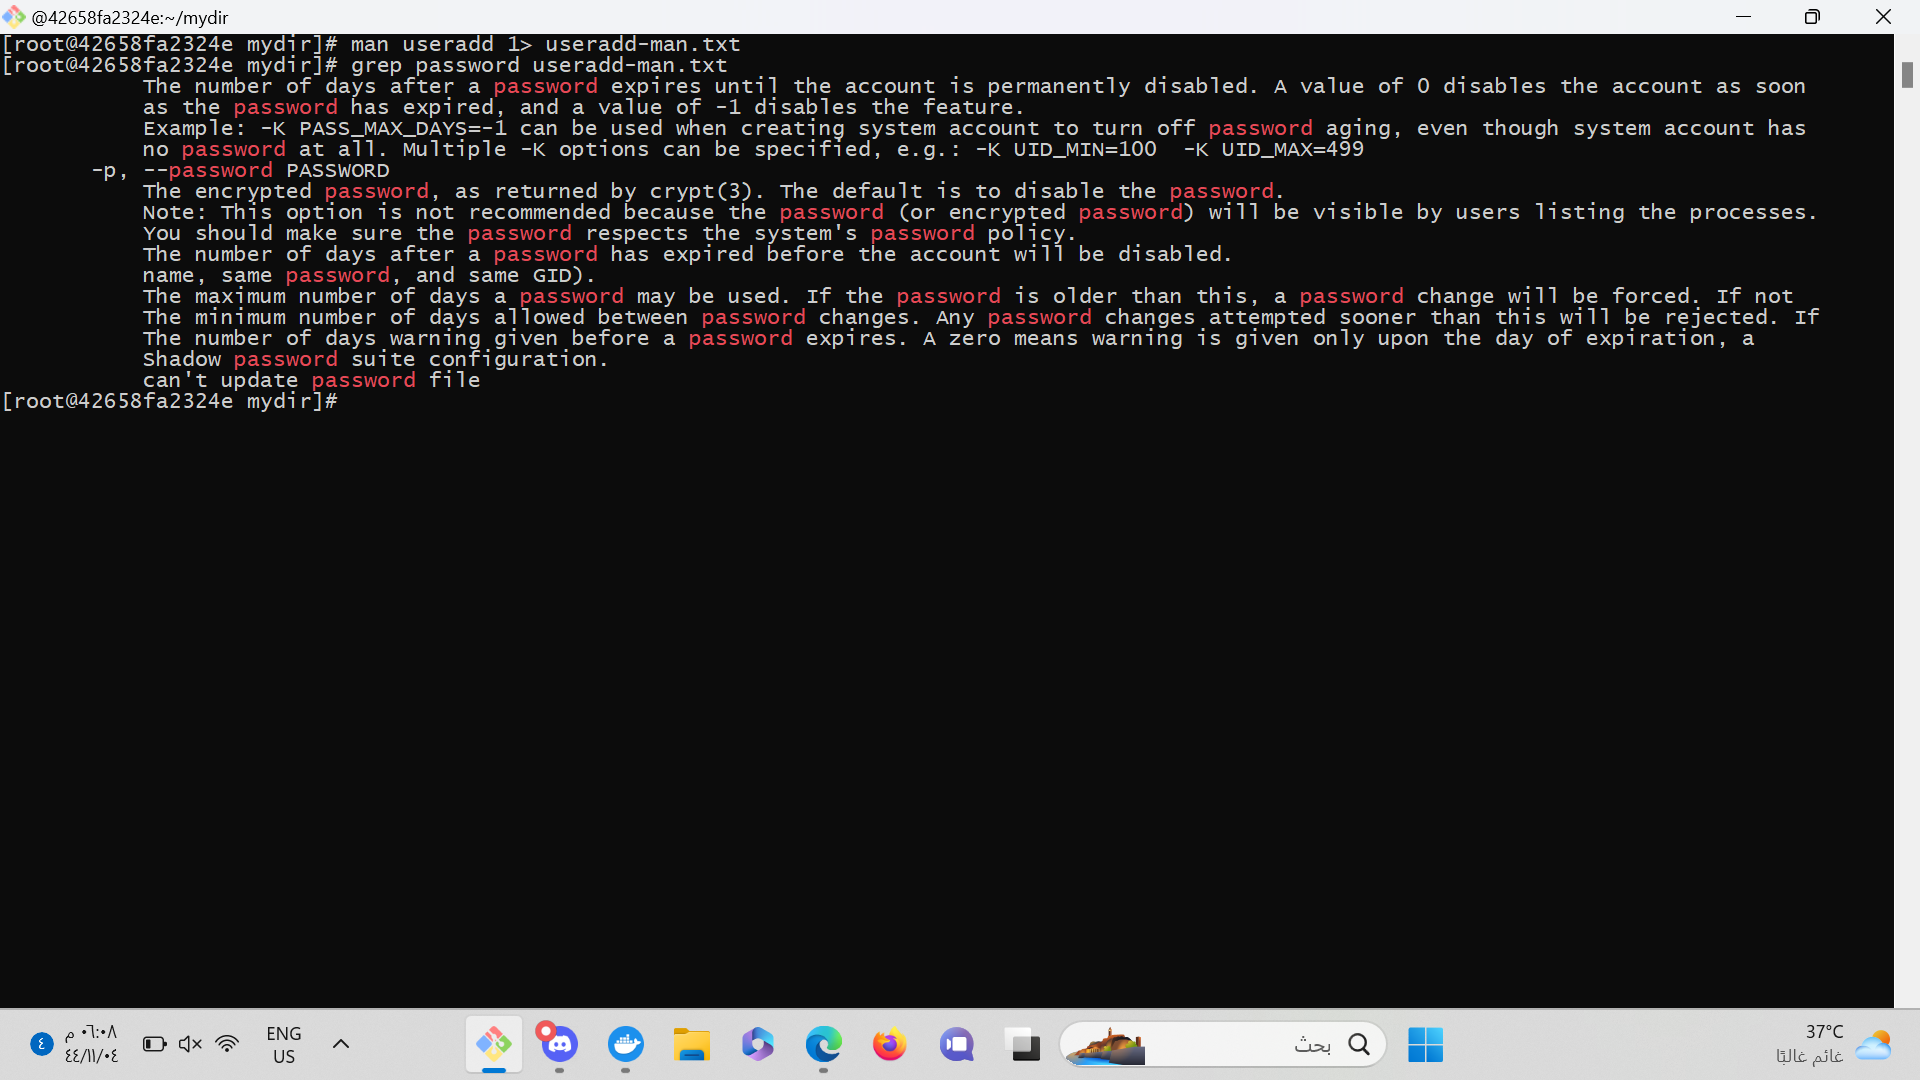 @42658fa2324e:~/mydir
[root@42658fa2324e mydir]# man useradd 1> useradd-man.txt
[root@42658fa2324e mydir]# grep password useradd-man.txt
The number of days after a password expires until the account is permanently disabled. A value of 0 disables the account as soon
as the password has expired, and a value of -1 disables the feature.
Example: -K PASS_MAX_DAYS=-1 can be used when creating system account to turn off password aging, even though system account has
no password at all. Multiple -K options can be specified, e.g.: -K UID_MIN=100  -K UID_MAX=499
-p, --password PASSWORD
The encrypted password, as returned by crypt(3). The default is to disable the password.
Note: This option is not recommended because the password (or encrypted password) will be visible by users listing the processes.
You should make sure the password respects the system's password policy.
The number of days after a password has expired before the account will be disabled.
name, same password, and same GID).
The maximum number of days a password may be used. If the password is older than this, a password change will be forced. If not
The minimum number of days allowed between password changes. Any password changes attempted sooner than this will be rejected. If
The number of days warning given before a password expires. A zero means warning is given only upon the day of expiration, a
Shadow password suite configuration.
can't update password file
[root@42658fa2324e mydir]#
٤
٠٦:٠٨ م
٤٤/١١/٠٤
ENG
US
بحث
37°C
غائم غالبًا